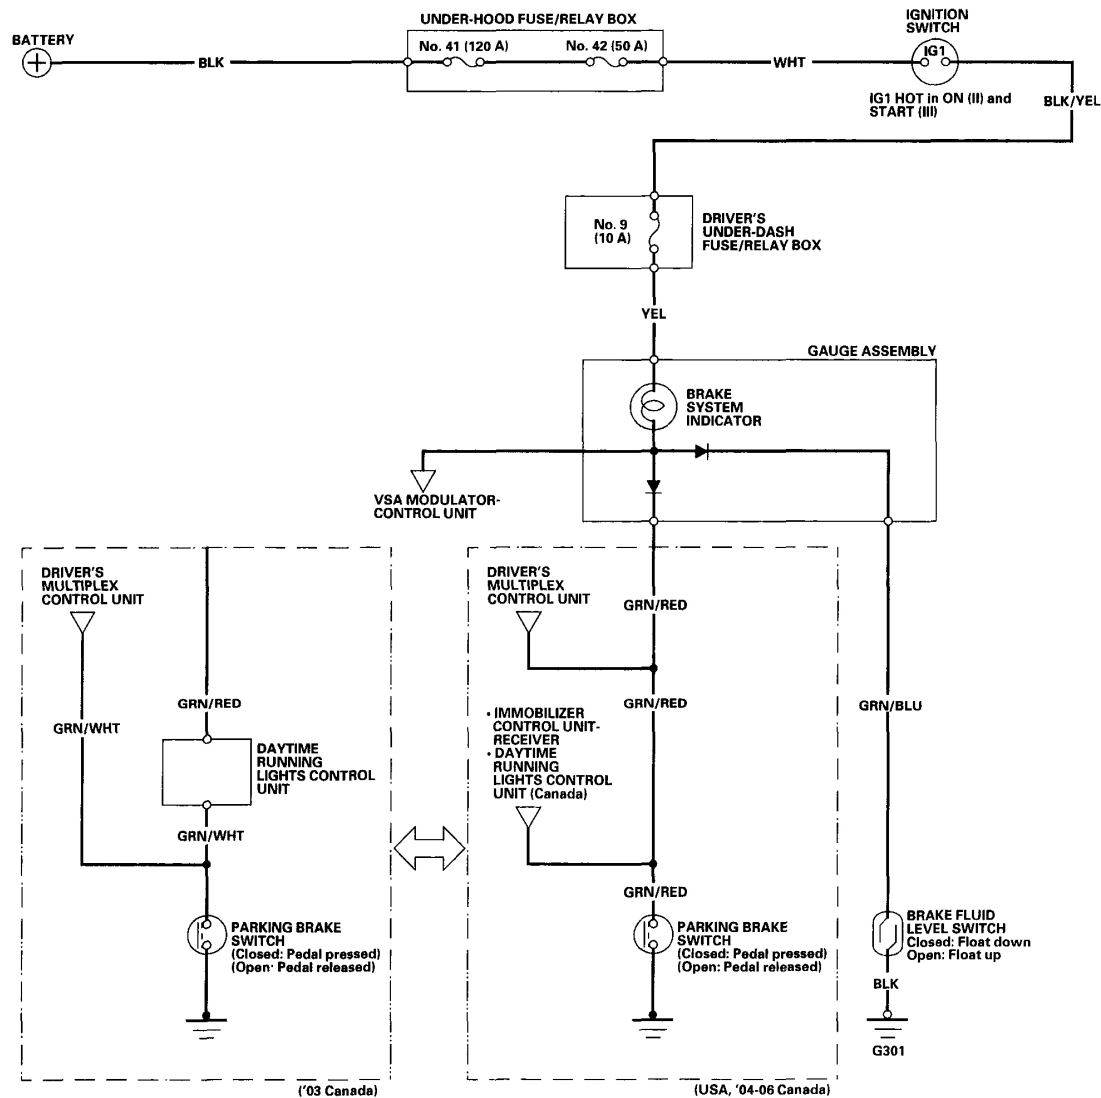 UNDER-HOOD FUSE/RELAY BOX
IGNITION
SWITCH
BATTERY
No. 41 (120 A)
No. 42 (50 A)
IG1
BLK
WHT
IG1 HOT in ON (II) and
START (III)
BLK/YEL
No. 9
(10 A)
DRIVER'S
UNDER-DASH
FUSE/RELAY BOX
YEL
GAUGE ASSEMBLY
BRAKE
SYSTEM
INDICATOR
VSA MODULATOR-
CONTROL UNIT
DRIVER'S
MULTIPLEX
CONTROL UNIT
GRN/RED
GRN/WHT
DAYTIME
RUNNING
LIGHTS CONTROL
UNIT
GRN/WHT
PARKING BRAKE
SWITCH
(Closed: Pedal pressed)
(Open: Pedal released)
('03 Canada)
DRIVER'S
MULTIPLEX
CONTROL UNIT
GRN/RED
GRN/RED
• IMMOBILIZER
CONTROL UNIT-
RECEIVER
• DAYTIME
RUNNING
LIGHTS CONTROL
UNIT (Canada)
GRN/RED
PARKING BRAKE
SWITCH
(Closed: Pedal pressed)
(Open: Pedal released)
(USA, '04-06 Canada)
GRN/BLU
BRAKE FLUID
LEVEL SWITCH
Closed: Float down
Open: Float up
BLK
G301